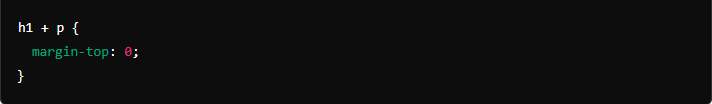 h1 + p {
  margin-top: 0;
}